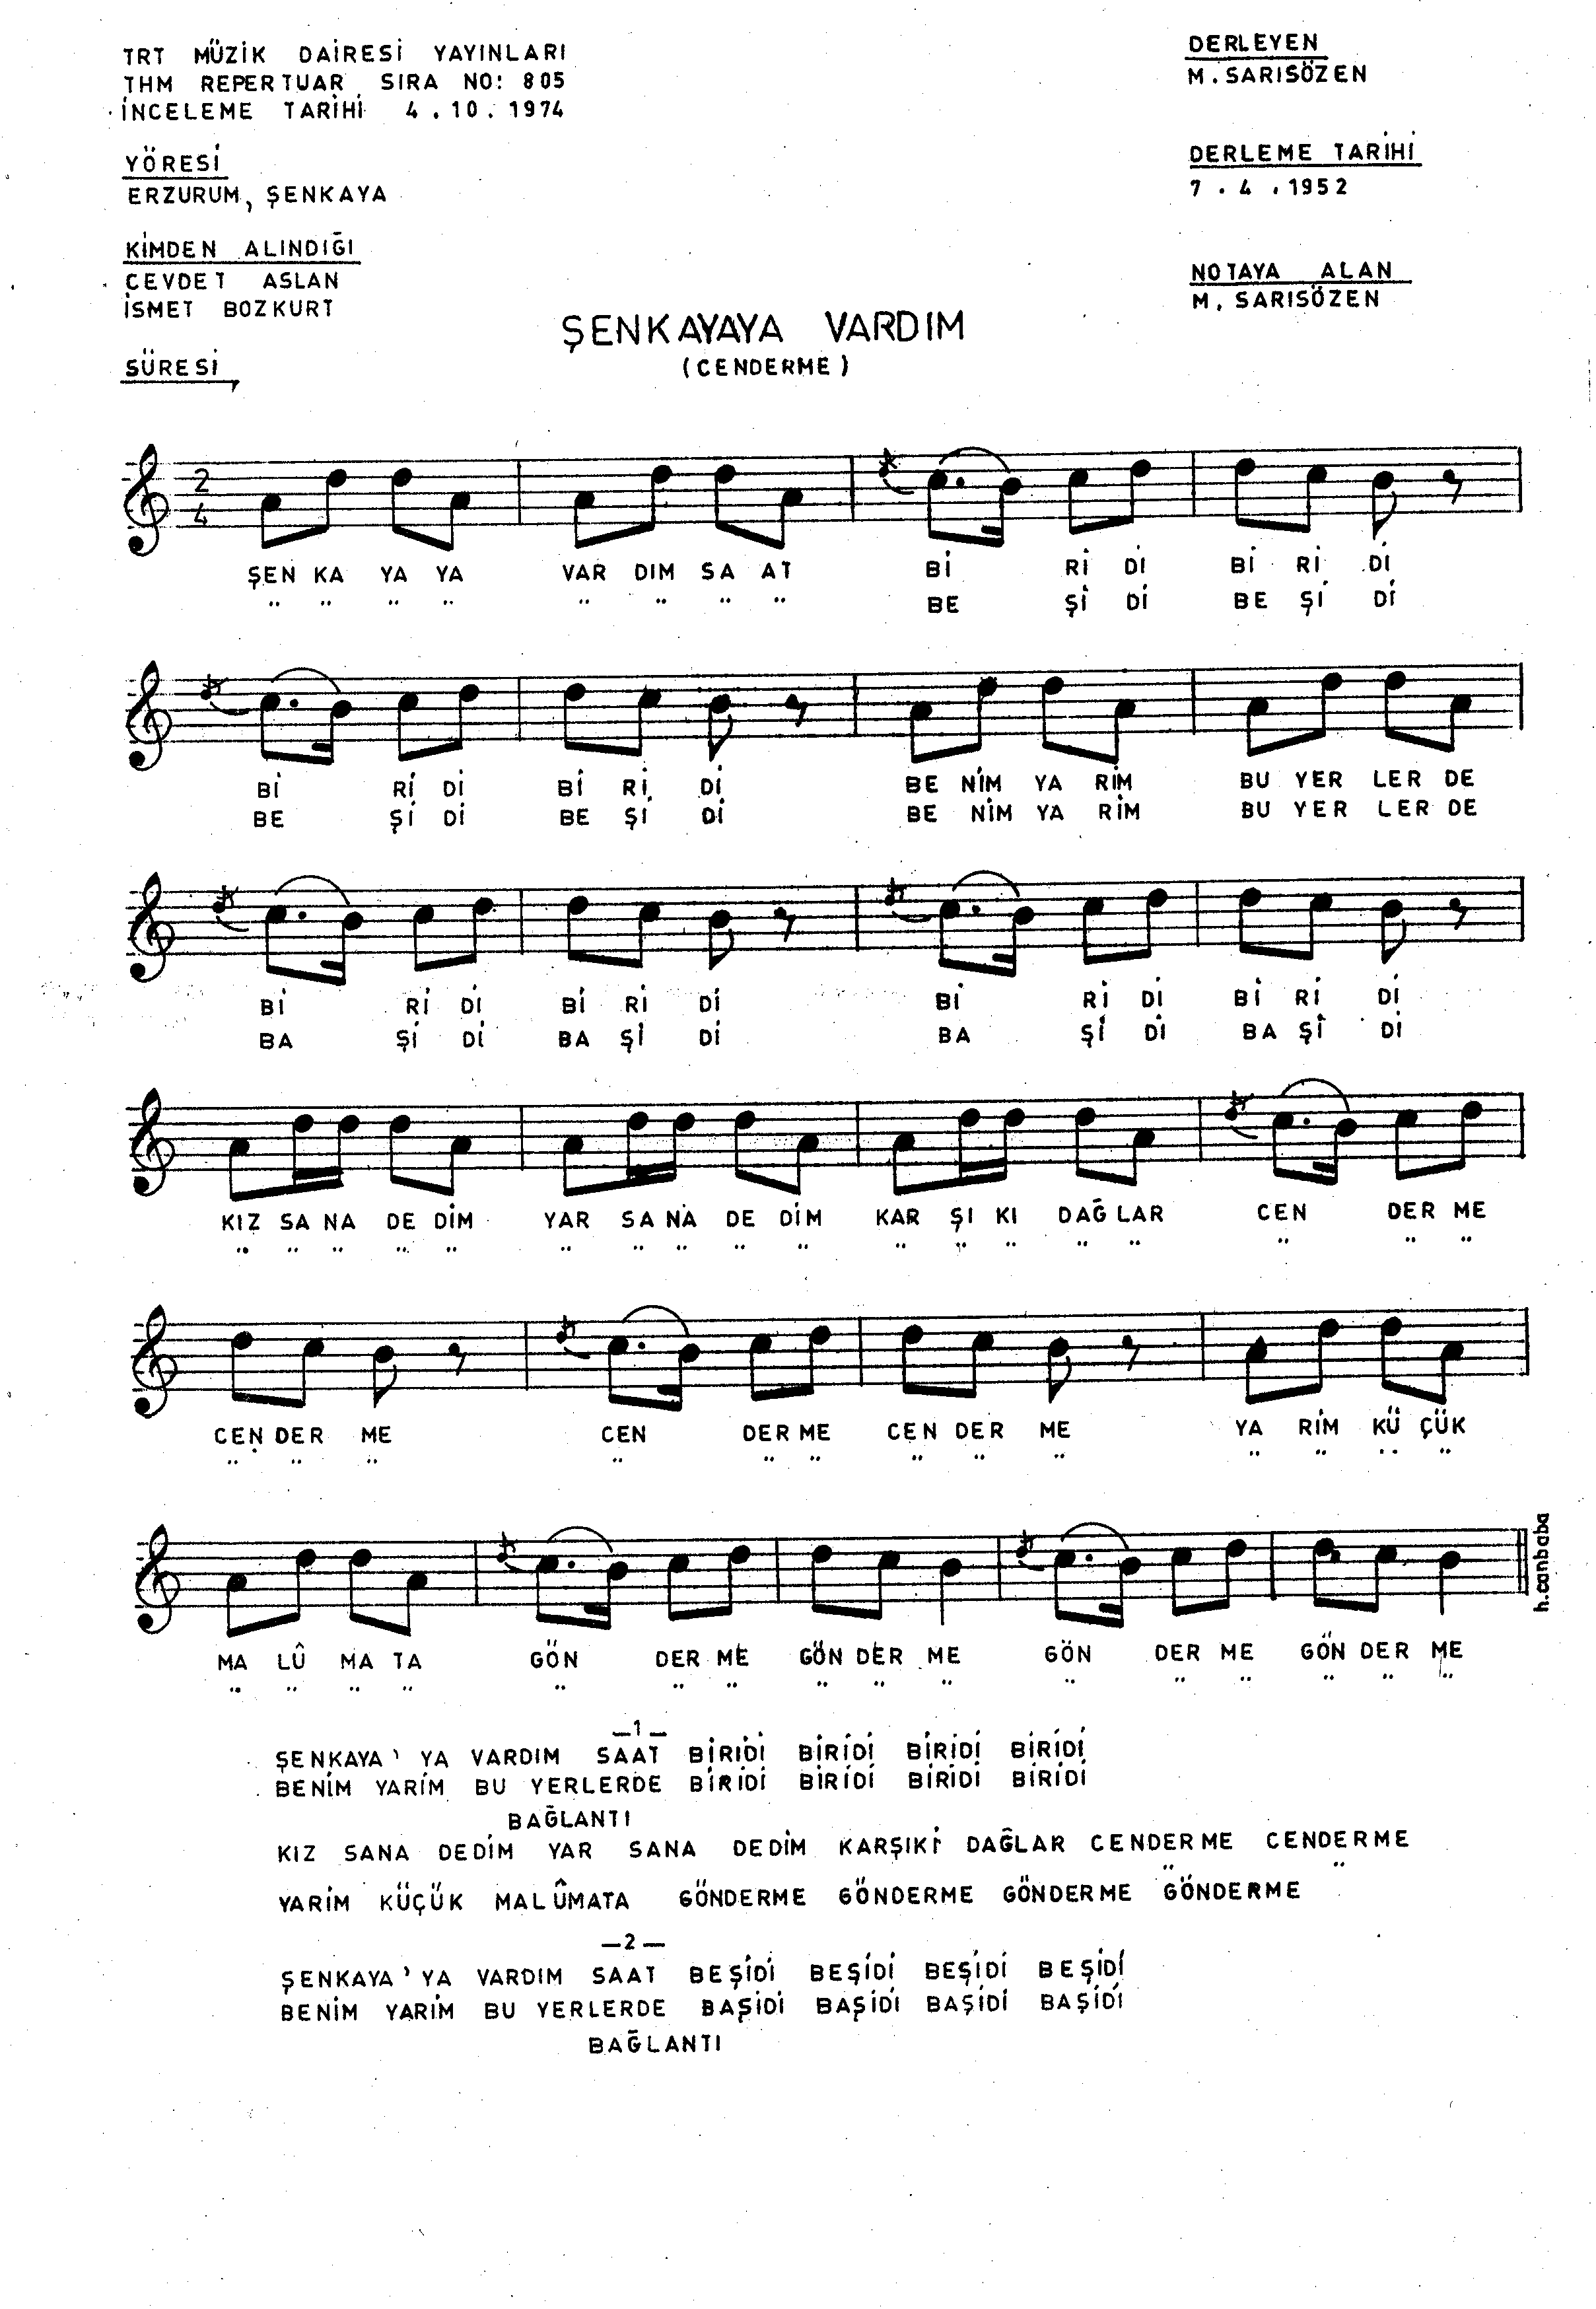 TRT MÜZİK DAİRESİ YAYINLARI
THM REPERTUAR SIRA NO: 805
İNCELEME TARİHİ 4.10.1974
YÖRESİ
ERZURUM, ŞENKAYA
KİMDEN ALINDIĞI
CEVDET ASLAN
İSMET BOZKURT
SÜRESİ
DERLEYEN
M. SARISÖZEN
DERLEME TARİHİ
7.4.1952
NOTAYA ALAN
M. SARISÖZEN
ŞENKAYAYA VARDIM
(CENDERME)
2
4
ŞEN KA YA YA VAR DIM SA AT Bİ Rİ Dİ Bİ Rİ Dİ
" " " " " " " " BE Şİ Dİ BE Şİ Dİ
Bİ Rİ Dİ Bİ Rİ Dİ BE NİM YA RİM BU YER LER DE
BE Şİ Dİ BE Şİ Dİ BE NİM YA RİM BU YER LER DE
Bİ Rİ Dİ Bİ Rİ Dİ Bİ Rİ Dİ Bİ Rİ Dİ
BA Şİ Dİ BA Şİ Dİ BA Şİ Dİ BA Şİ Dİ
KIZ SA NA DE DİM YAR SA NA DE DİM KAR ŞI KI DAĞ LAR CEN DER ME
" " " " " " " " " " " " " " " " " "
CEN DER ME CEN DER ME CEN DER ME YA RİM KÜ ÇÜK
" " " " " " " " " " " " "
MA LÛ MA TA GÖN DER ME GÖN DER ME GÖN DER ME GÖN DER ME
" " " " " " " " " " " " " " " "
h.canbaba
—1—
ŞENKAYA' YA VARDIM SAAT BİRİDİ BİRİDİ BİRİDİ BİRİDİ
BENİM YARİM BU YERLERDE BİRİDİ BİRİDİ BİRİDİ BİRİDİ
BAĞLANTI
KIZ SANA DEDİM YAR SANA DEDİM KARŞIKİ DAĞLAR CENDERME CENDERME
" "
YARİM KÜÇÜK MALÛMATA GÖNDERME GÖNDERME GÖNDERME GÖNDERME
—2—
ŞENKAYA'YA VARDIM SAAT BEŞİDİ BEŞİDİ BEŞİDİ BEŞİDİ
BENİM YARİM BU YERLERDE BAŞİDİ BAŞİDİ BAŞİDİ BAŞİDİ
BAĞLANTI